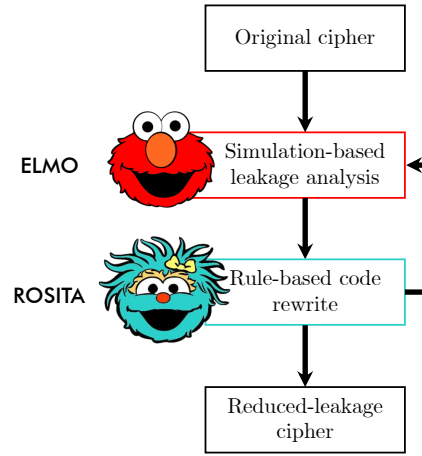 Original cipher
ELMO
Simulation-based
leakage analysis
ROSITA
Rule-based code
rewrite
Reduced-leakage
cipher